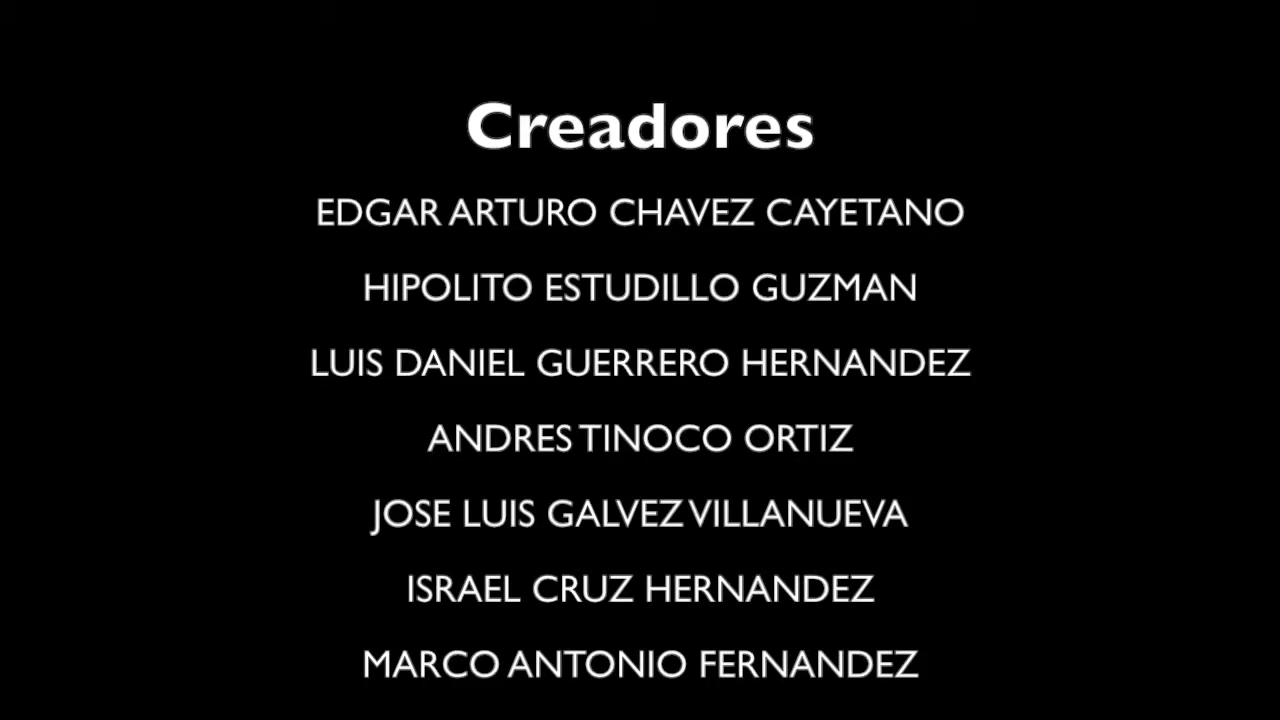 Creadores
EDGAR ARTURO CHAVEZ CAYETANO
HIPOLITO ESTUDILLO GUZMAN
LUIS DANIEL GUERRERO HERNANDEZ
ANDRES TINOCO ORTIZ
JOSE LUIS GALVEZ VILLANUEVA
ISRAEL CRUZ HERNANDEZ
MARCO ANTONIO FERNANDEZ